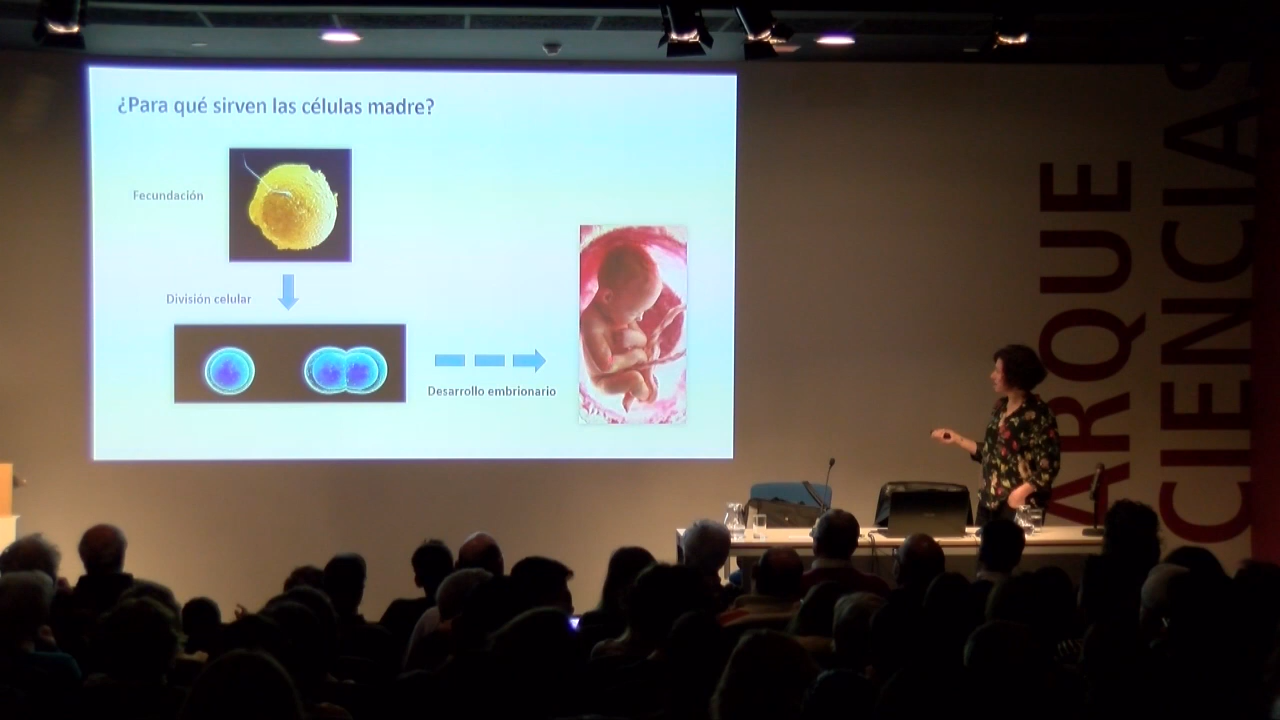 ¿Para qué sirven las células madre?
Fecundación
División celular
Desarrollo embrionario
ARQUE
CIENCIAS